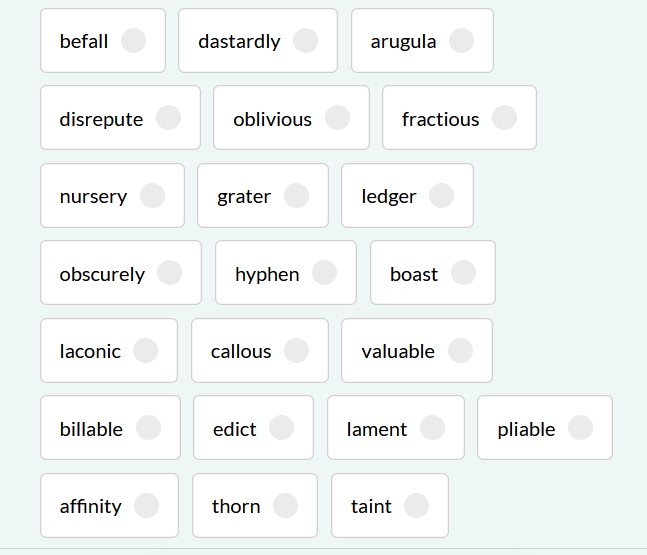 befall dastardly arugula
disrepute oblivious fractious
nursery grater ledger
obscurely hyphen boast
laconic callous valuable
billable edict lament pliable
affinity thorn taint